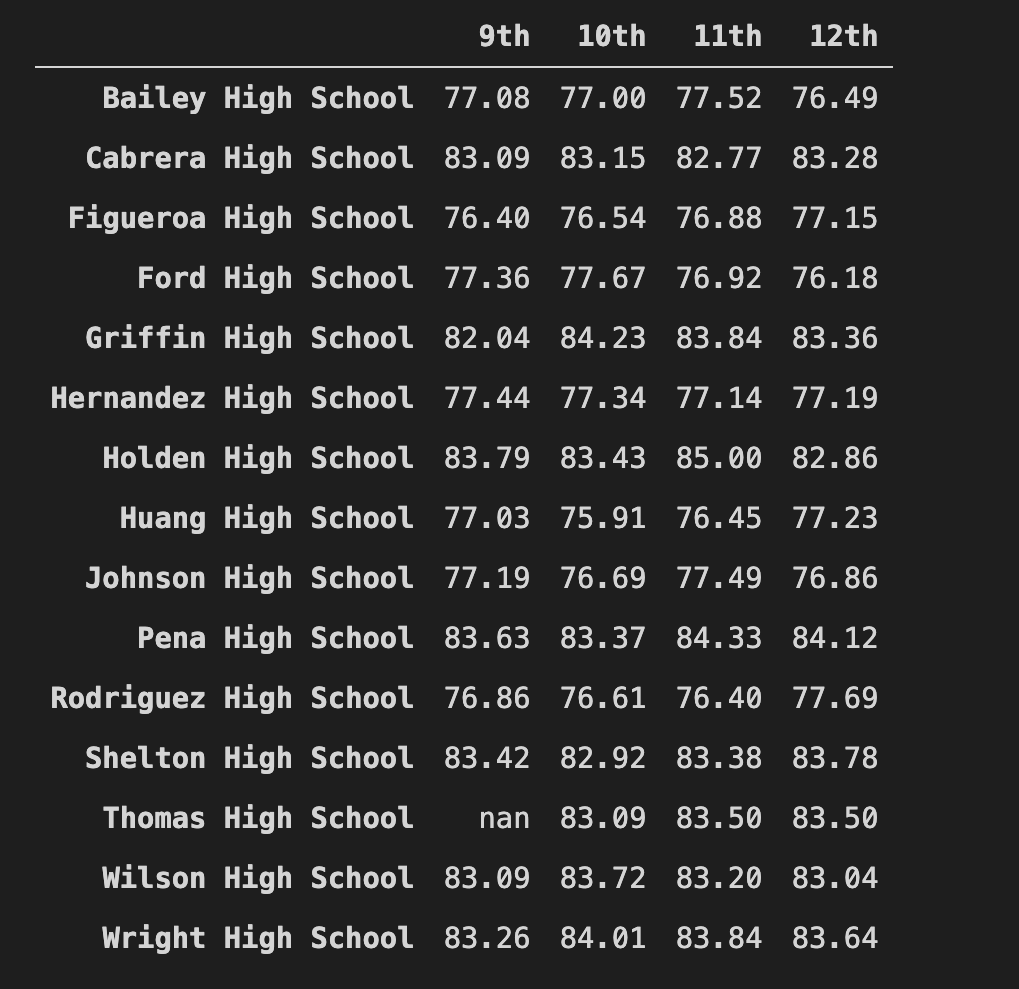 9th 10th 11th 12th
Bailey High School 77.08 77.00 77.52 76.49
Cabrera High School 83.09 83.15 82.77 83.28
Figueroa High School 76.40 76.54 76.88 77.15
Ford High School 77.36 77.67 76.92 76.18
Griffin High School 82.04 84.23 83.84 83.36
Hernandez High School 77.44 77.34 77.14 77.19
Holden High School 83.79 83.43 85.00 82.86
Huang High School 77.03 75.91 76.45 77.23
Johnson High School 77.19 76.69 77.49 76.86
Pena High School 83.63 83.37 84.33 84.12
Rodriguez High School 76.86 76.61 76.40 77.69
Shelton High School 83.42 82.92 83.38 83.78
Thomas High School nan 83.09 83.50 83.50
Wilson High School 83.09 83.72 83.20 83.04
Wright High School 83.26 84.01 83.84 83.64